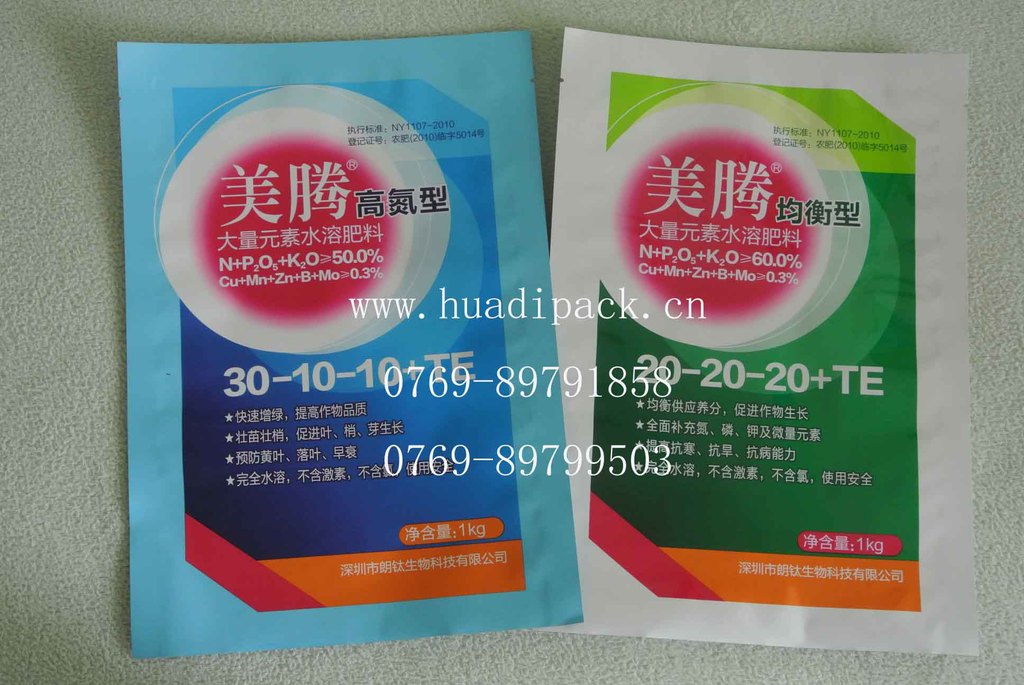 执行标准：NY1107-2010
登记证号：农肥(2010)临字5014号
美腾®高氮型
大量元素水溶肥料
N+P₂O₅+K₂O≥50.0%
Cu+Mn+Zn+B+Mo≥0.3%
30-10-10+TE
★快速增绿，提高作物品质
★壮苗壮梢，促进叶、梢、芽生长
★预防黄叶、落叶、早衰
★完全水溶，不含激素，不含氯，使用安全
净含量：1kg
深圳市朗钛生物科技有限公司
执行标准：NY1107-2010
登记证号：农肥(2010)临字5014号
美腾®均衡型
大量元素水溶肥料
N+P₂O₅+K₂O≥60.0%
Cu+Mn+Zn+B+Mo≥0.3%
20-20-20+TE
★均衡供应养分，促进作物生长
★全面补充氮、磷、钾及微量元素
★提高抗寒、抗旱、抗病能力
★完全水溶，不含激素，不含氯，使用安全
净含量：1kg
深圳市朗钛生物科技有限公司
www.huadipack.cn
0769-89791858
0769-89799503